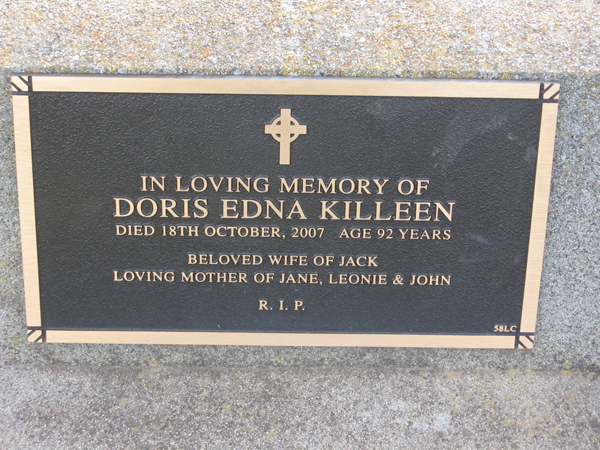 IN LOVING MEMORY OF
DORIS EDNA KILLEEN
DIED 18TH OCTOBER, 2007 AGE 92 YEARS
BELOVED WIFE OF JACK
LOVING MOTHER OF JANE, LEONIE & JOHN
R. I. P.
58LC